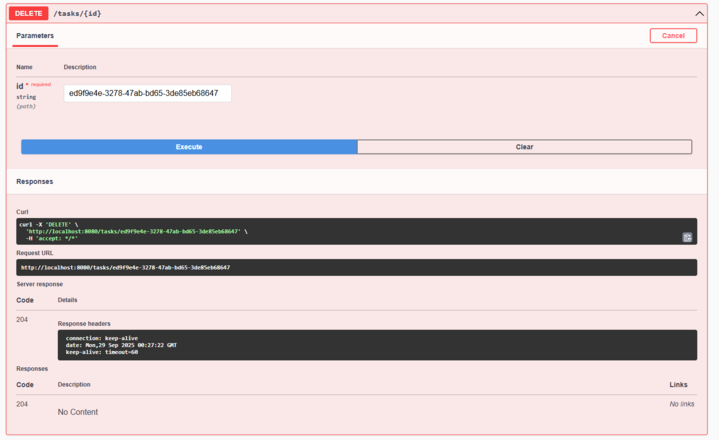 DELETE /tasks/{id}
Parameters Cancel
Name Description
id * required
string
(path)
ed9f9e4e-3278-47ab-bd65-3de85eb68647
Execute Clear
Responses
Curl
curl -X 'DELETE' \
'http://localhost:8080/tasks/ed9f9e4e-3278-47ab-bd65-3de85eb68647' \
-H 'accept: */*'
Request URL
http://localhost:8080/tasks/ed9f9e4e-3278-47ab-bd65-3de85eb68647
Server response
Code Details
204
Response headers
connection: keep-alive
date: Mon,29 Sep 2025 00:27:22 GMT
keep-alive: timeout=60
Responses
Code Description Links
204 No Content No links